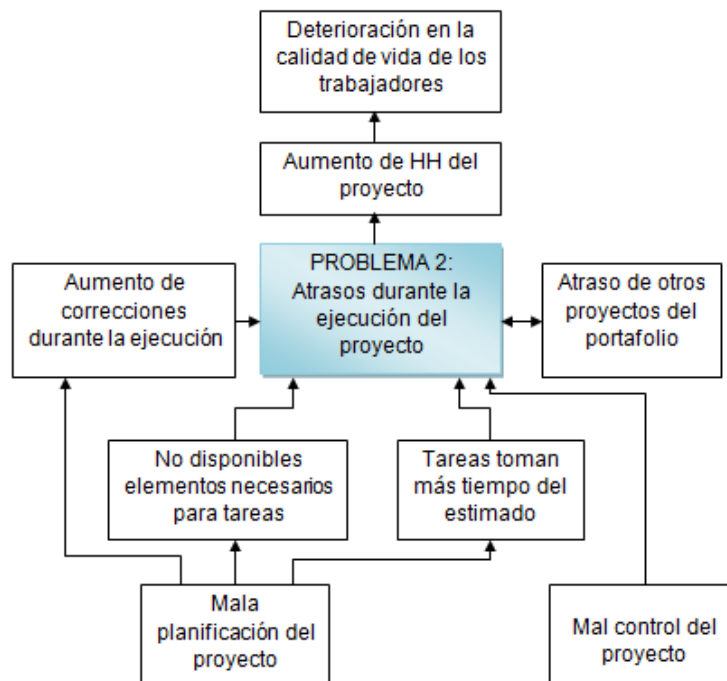 Deterioración en la
calidad de vida de los
trabajadores
Aumento de HH del
proyecto
PROBLEMA 2:
Atrasos durante la
ejecución del
proyecto
Aumento de
correcciones
durante la ejecución
Atraso de otros
proyectos del
portafolio
No disponibles
elementos necesarios
para tareas
Tareas toman
más tiempo del
estimado
Mala
planificación del
proyecto
Mal control del
proyecto